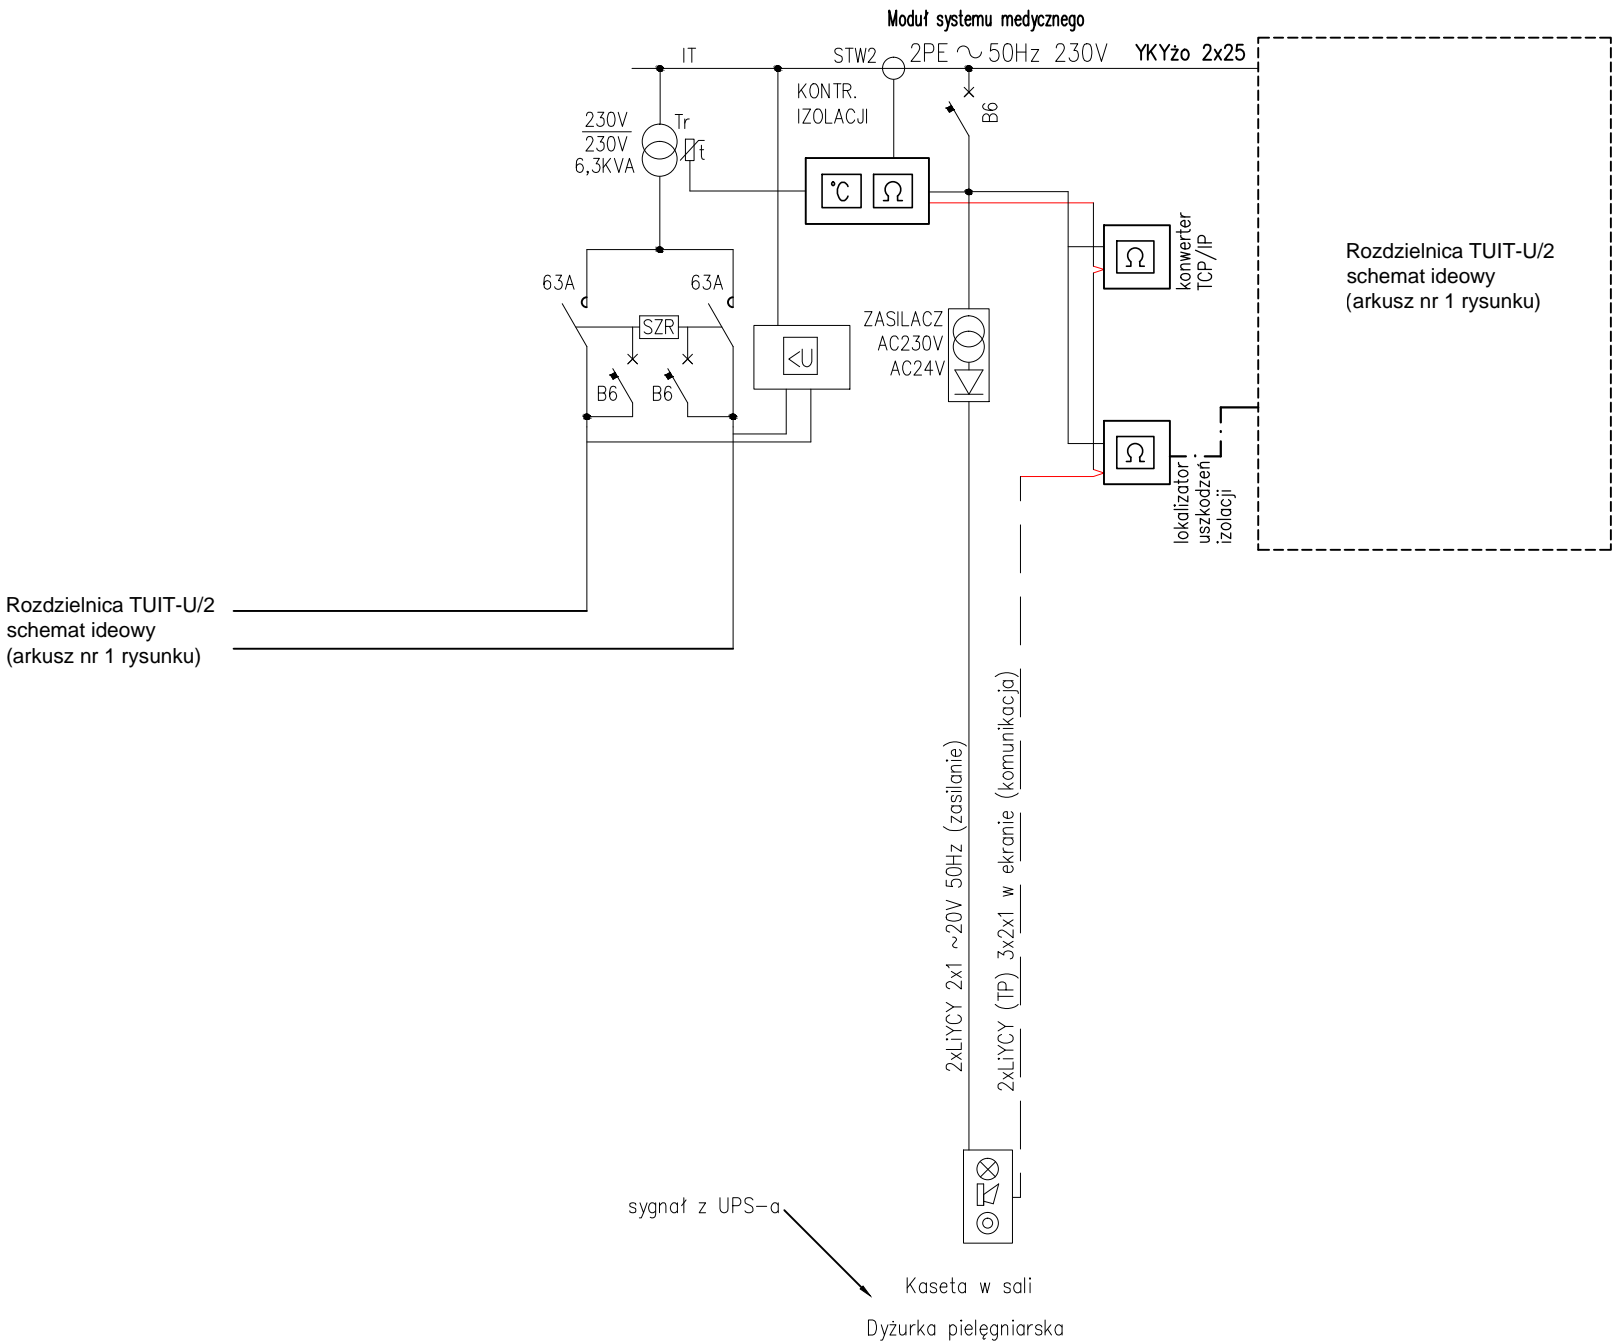 Moduł systemu medycznego
IT
STW2
2PE ~ 50Hz 230V
YKYżo 2x25
KONTR.
IZOLACJI
B6
230V
230V
6,3KVA
Tr
t
°C
Ω
konwerter
TCP/IP
Ω
Rozdzielnica TUIT-U/2
schemat ideowy
(arkusz nr 1 rysunku)
63A
63A
SZR
B6
B6
<U
ZASILACZ
AC230V
AC24V
Ω
lokalizator
uszkodzeń
izolacji
Rozdzielnica TUIT-U/2
schemat ideowy
(arkusz nr 1 rysunku)
2xLiYCY 2x1 ~20V 50Hz (zasilanie)
2xLiYCY (TP) 3x2x1 w ekranie (komunikacja)
sygnał z UPS-a
Kaseta w sali
Dyżurka pielęgniarska